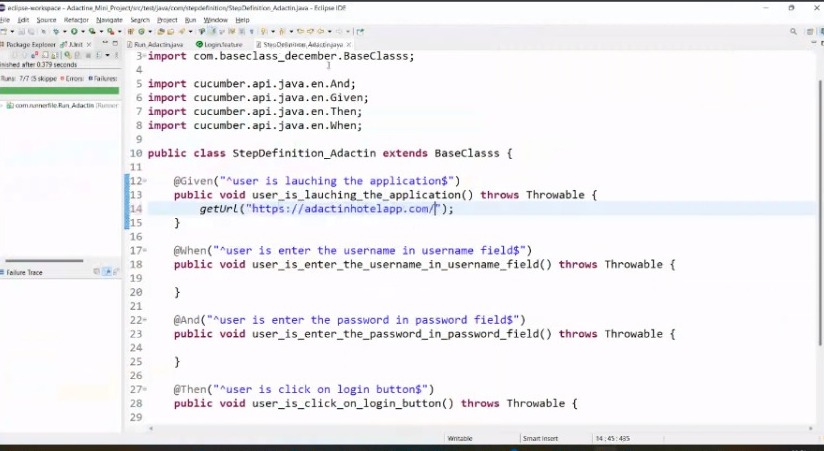 eclipse-workspace - Adactine_Mini_Project/src/test/java/com/stepdefinition/StepDefinition_Adactin.java - Eclipse IDE
File Edit Source Refactor Navigate Search Project Run Window Help
Package Explorer JUnit
Run_Adactin.java Login.feature StepDefinition_Adactin.java
Finished after 0.379 seconds
Runs: 7/7 (5 skippe Errors: Failures:
com.runnerfile.Run_Adactin [Runner
Failure Trace
3 import com.baseclass_december.BaseClasss;
4
5 import cucumber.api.java.en.And;
6 import cucumber.api.java.en.Given;
7 import cucumber.api.java.en.Then;
8 import cucumber.api.java.en.When;
9
10 public class StepDefinition_Adactin extends BaseClasss {
11
12 @Given("^user is lauching the application$")
13 public void user_is_lauching_the_application() throws Throwable {
14 getUrl("https://adactinhotelapp.com/");
15 }
16
17 @When("^user is enter the username in username field$")
18 public void user_is_enter_the_username_in_username_field() throws Throwable {
19
20 }
21
22 @And("^user is enter the password in password field$")
23 public void user_is_enter_the_password_in_password_field() throws Throwable {
24
25 }
26
27 @Then("^user is click on login button$")
28 public void user_is_click_on_login_button() throws Throwable {
29
Writable Smart Insert 14 : 45 : 435